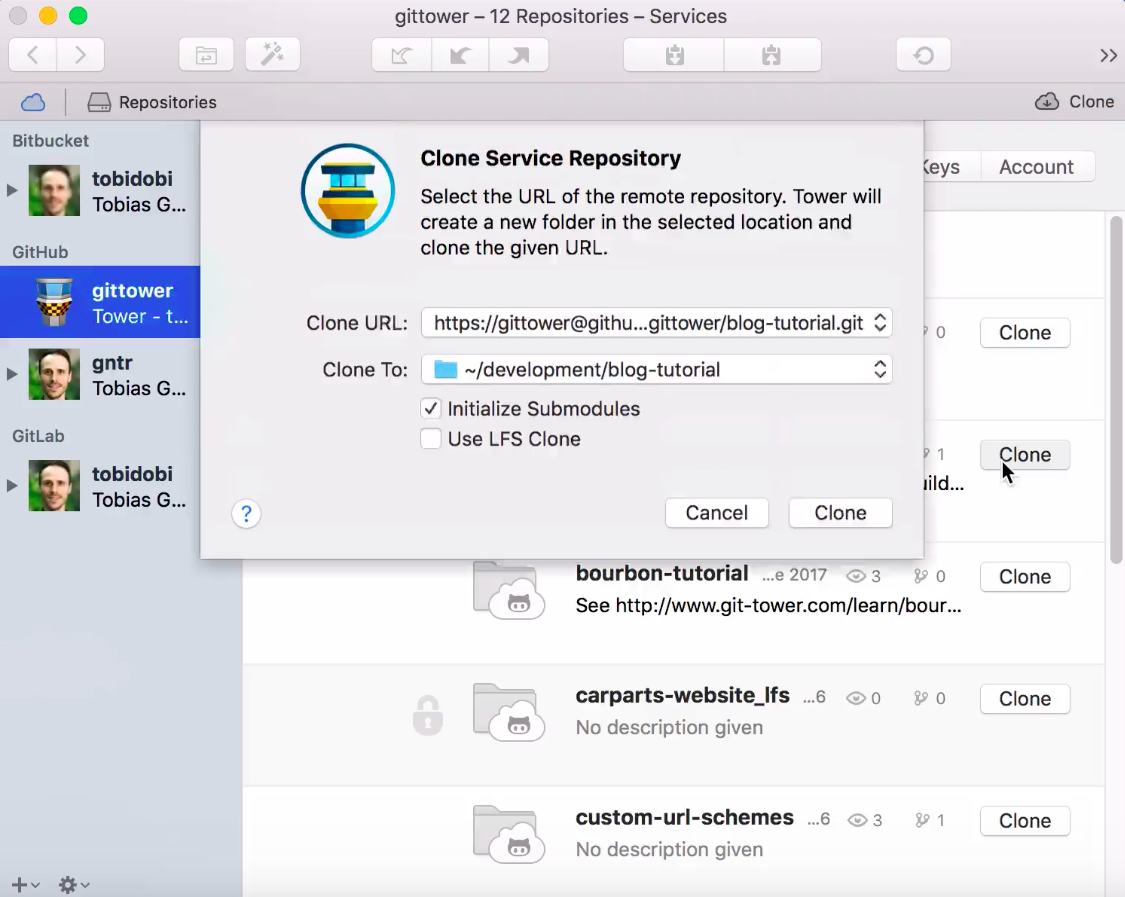 gittower – 12 Repositories – Services
Repositories
Clone
Bitbucket
tobidobi
Tobias G...
GitHub
gittower
Tower - t...
gntr
Tobias G...
GitLab
tobidobi
Tobias G...
Clone Service Repository
Select the URL of the remote repository. Tower will
create a new folder in the selected location and
clone the given URL.
Clone URL: https://gittower@githu...gittower/blog-tutorial.git
Clone To: ~/development/blog-tutorial
Initialize Submodules
Use LFS Clone
? Cancel Clone
Keys Account
0 Clone
1 Clone
uild...
bourbon-tutorial ...e 2017 3 0 Clone
See http://www.git-tower.com/learn/bour...
carparts-website_lfs ...6 0 0 Clone
No description given
custom-url-schemes ...6 3 1 Clone
No description given